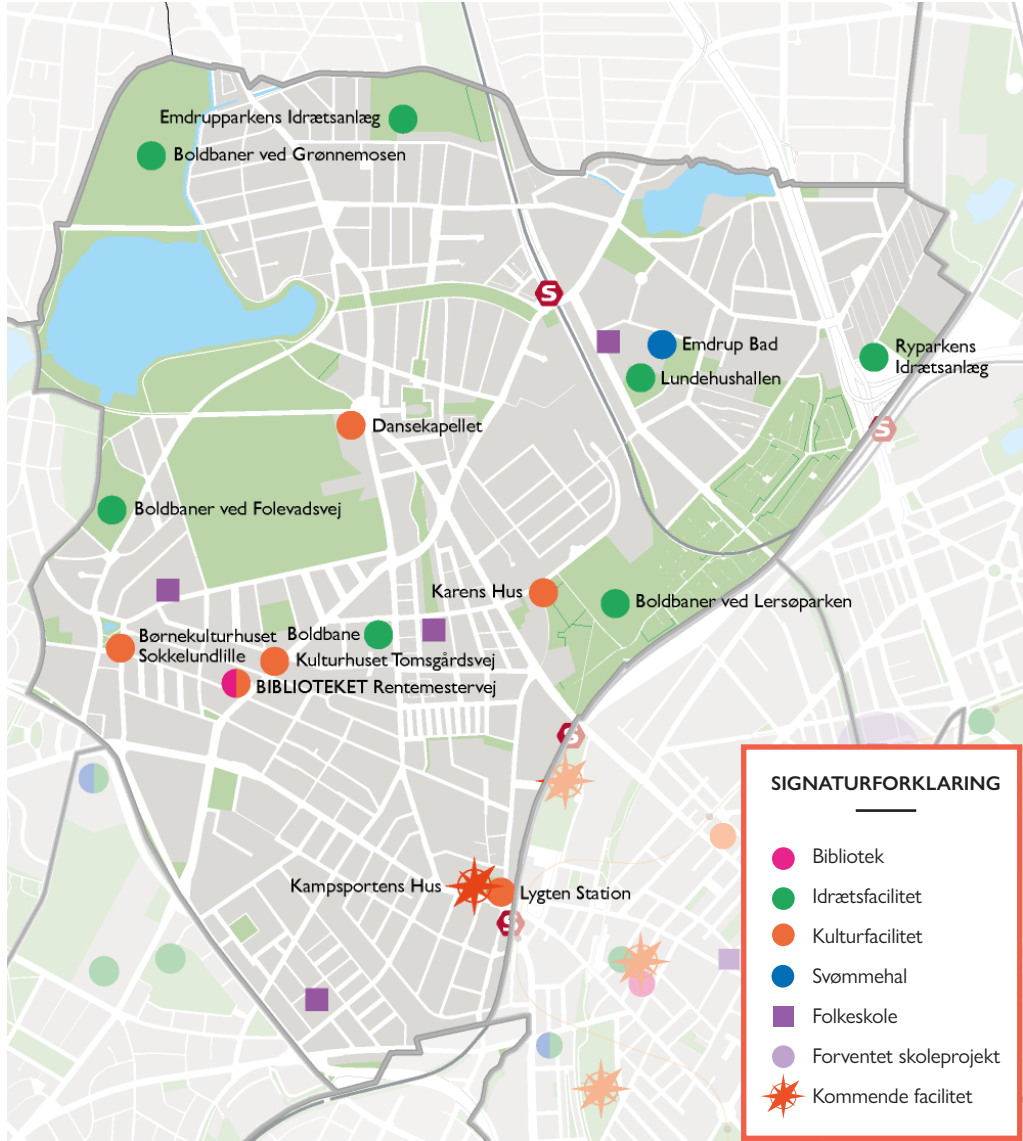 Emdrupparkens Idrætsanlæg
Boldbaner ved Grønnemosen
S
Emdrup Bad
Lundehushallen
Ryparkens
Idrætsanlæg
S
Dansekapellet
Boldbaner ved Folevadsvej
Karens Hus
Boldbaner ved Lersøparken
Børnekulturhuset
Sokkelundlille
Boldbane
Kulturhuset Tomsgårdsvej
BIBLIOTEKET Rentemestervej
S
Kampsportens Hus
Lygten Station
S
SIGNATURFORKLARING
Bibliotek
Idrætsfacilitet
Kulturfacilitet
Svømmehal
Folkeskole
Forventet skoleprojekt
Kommende facilitet